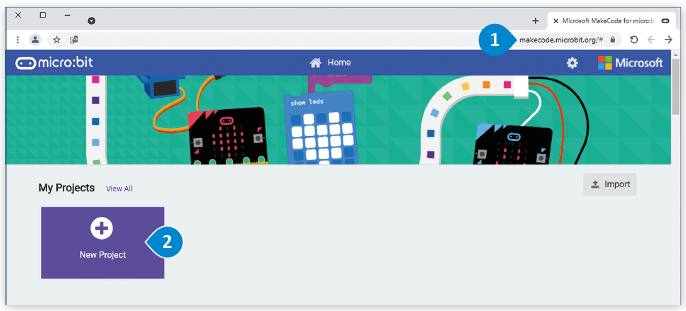 Microsoft MakeCode for micro:b
1
makecode.microbit.org/#
micro:bit
Home
Microsoft
show leds
My Projects
View All
Import
New Project
2